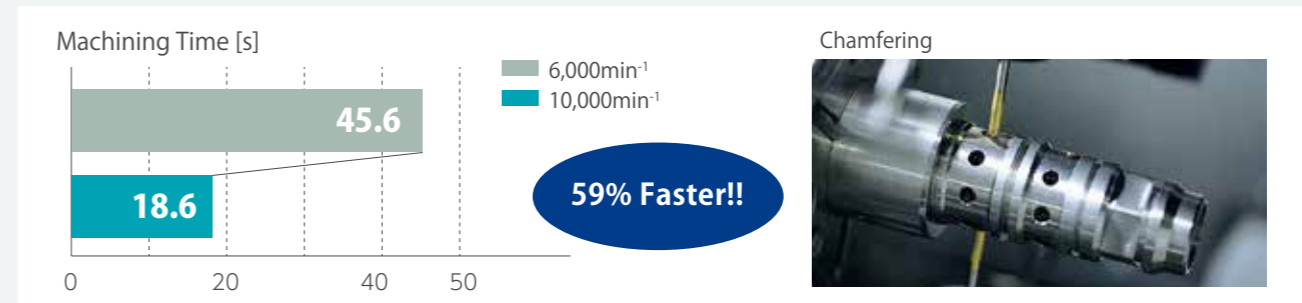 Machining Time [s]
45.6
18.6
0 20 40 50
6,000min⁻¹
10,000min⁻¹
59% Faster!!
Chamfering